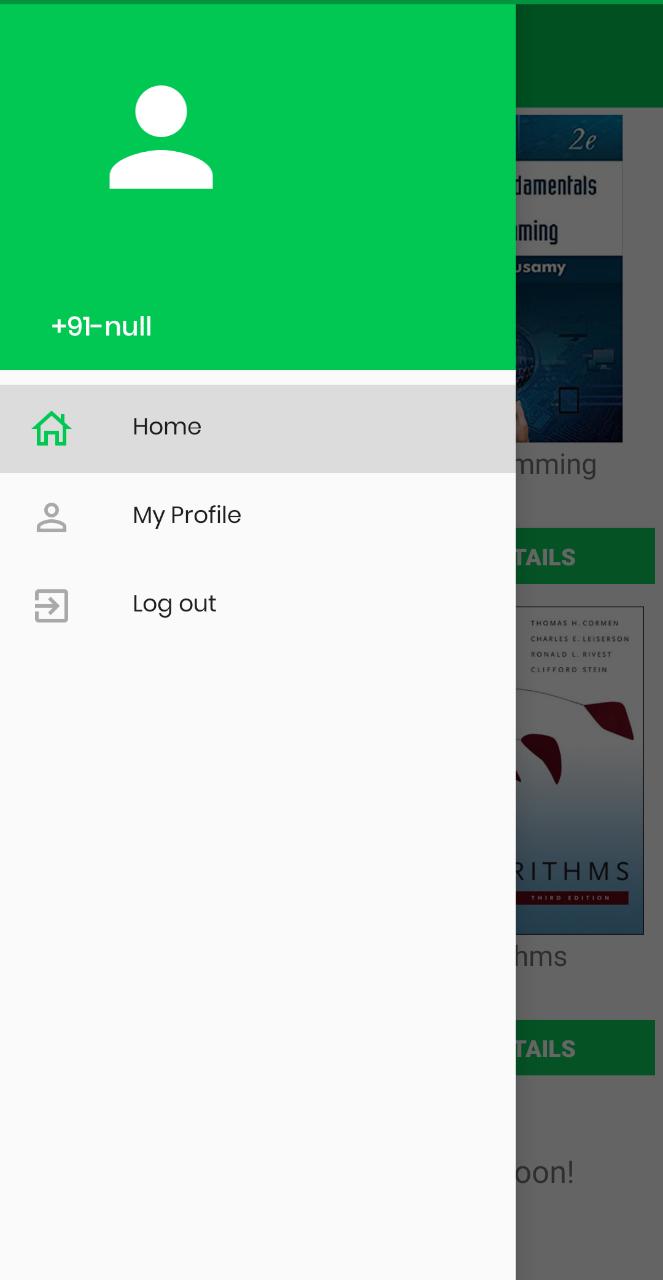 +91-null
Home
My Profile
Log out
2e
damentals
ming
usamy
mming
TAILS
THOMAS H. CORMEN
CHARLES E. LEISERSON
RONALD L. RIVEST
CLIFFORD STEIN
RITHMS
THIRD EDITION
hms
TAILS
oon!